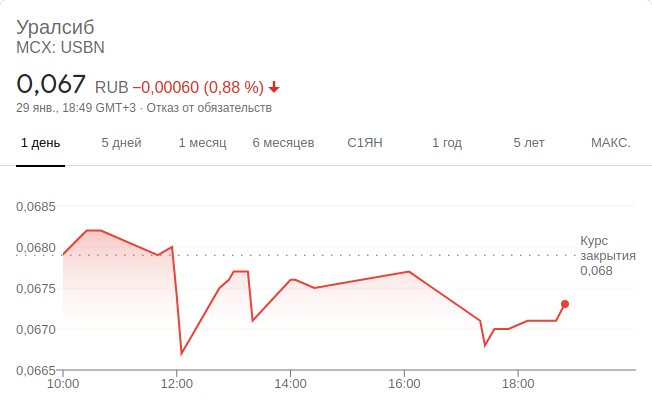 Уралсиб
MCX: USBN
0,067 RUB −0,00060 (0,88 %)
29 янв., 18:49 GMT+3 · Отказ от обязательств
1 день 5 дней 1 месяц 6 месяцев С1ЯН 1 год 5 лет МАКС.
0,0685
0,0680
0,0675
0,0670
0,0665
Курс
закрытия
0,068
10:00 12:00 14:00 16:00 18:00